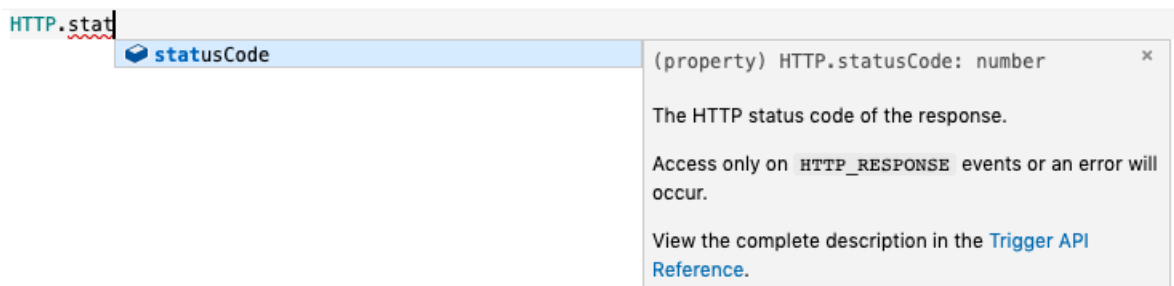 HTTP.stat
statusCode
(property) HTTP.statusCode: number ×
The HTTP status code of the response.
Access only on HTTP_RESPONSE events or an error will
occur.
View the complete description in the Trigger API
Reference.